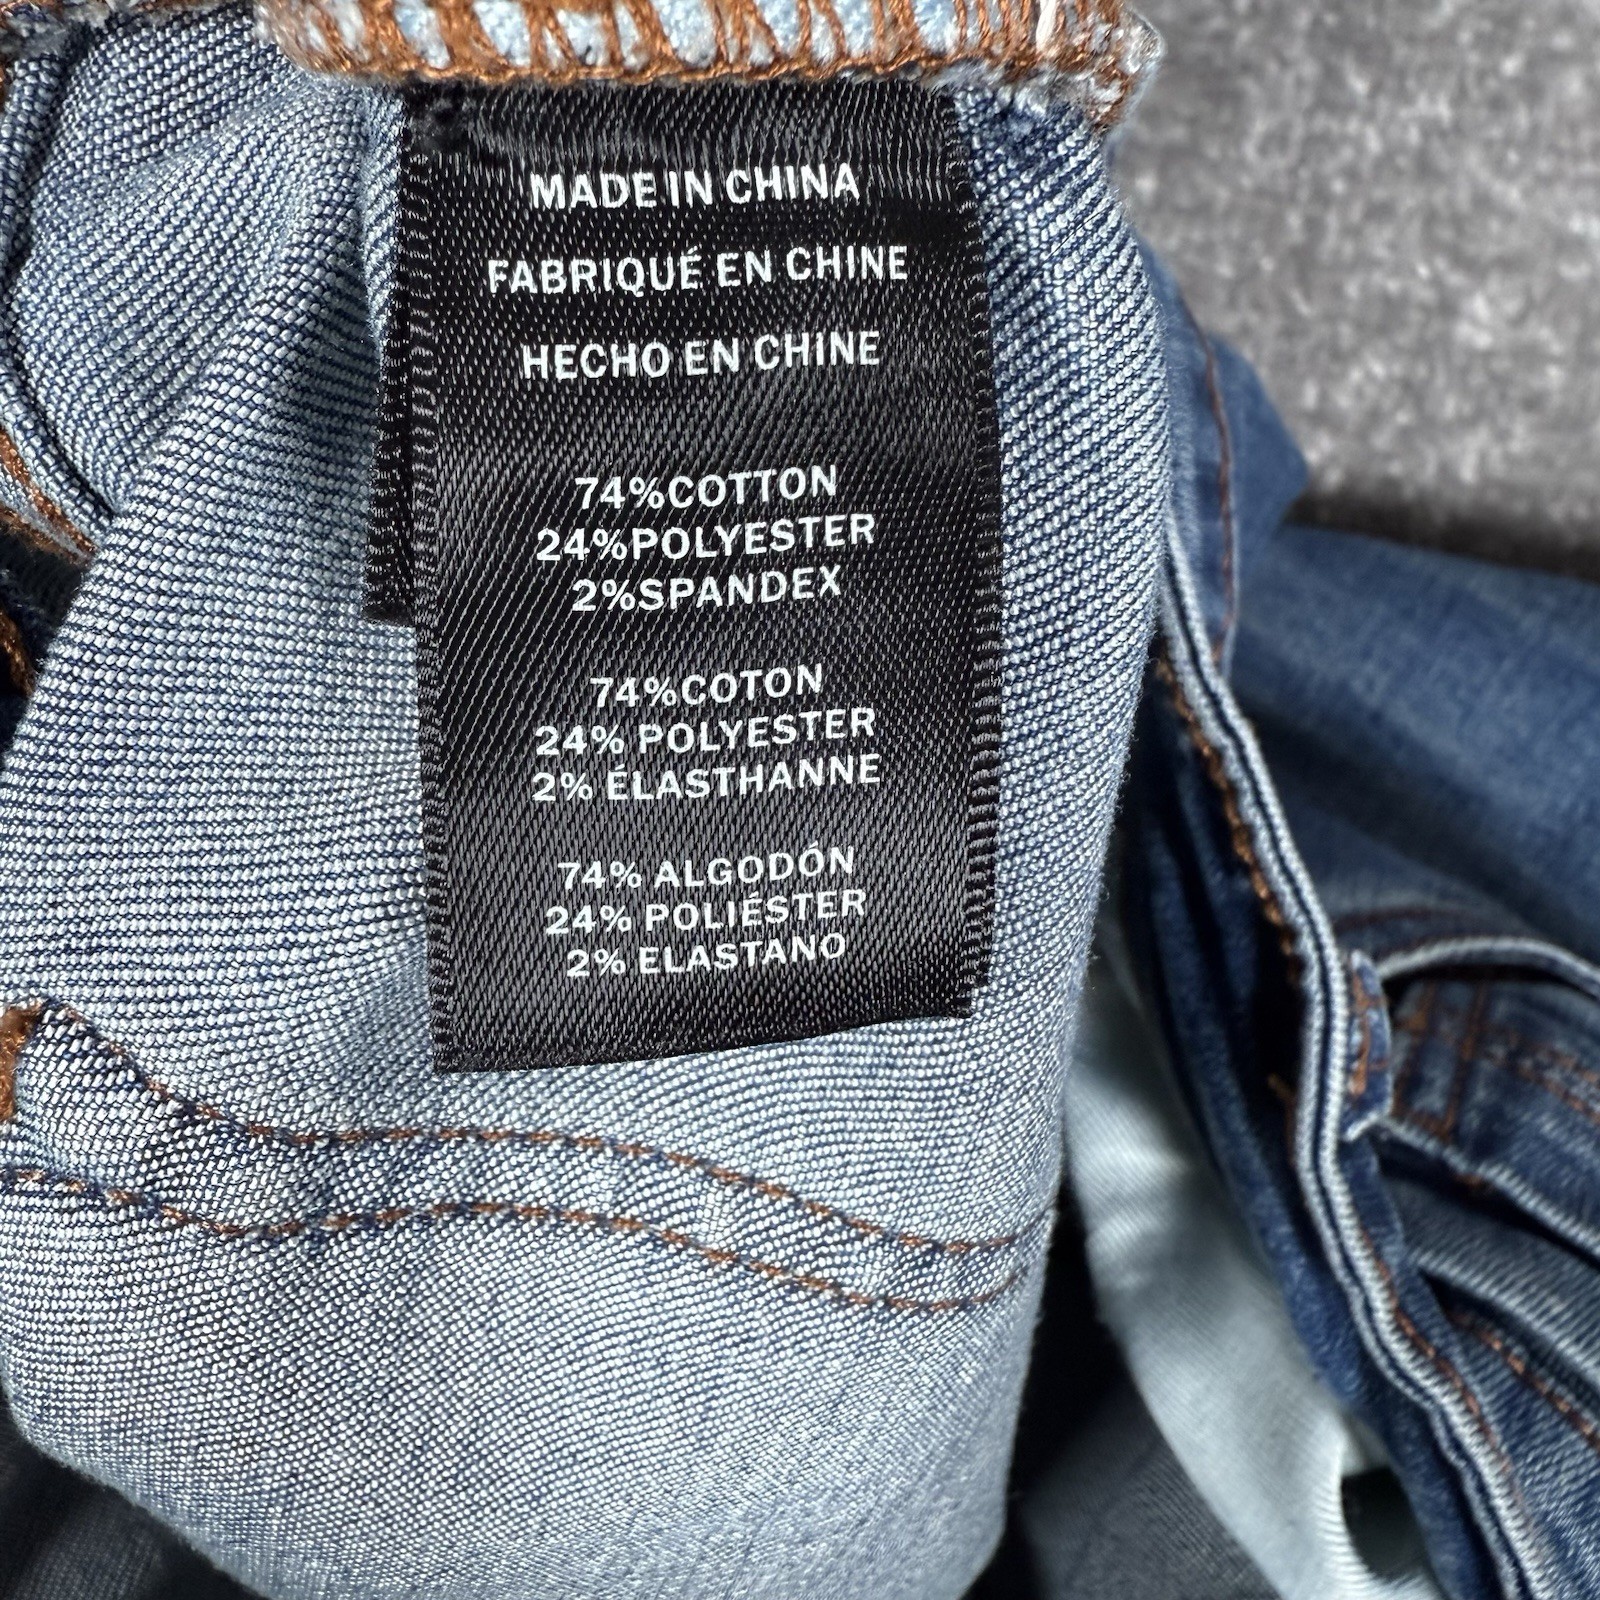 MADE IN CHINA
FABRIQUÉ EN CHINE
HECHO EN CHINE
74%COTTON
24%POLYESTER
2%SPANDEX
74%COTON
24% POLYESTER
2% ÉLASTHANNE
74% ALGODÓN
24% POLIÉSTER
2% ELASTANO